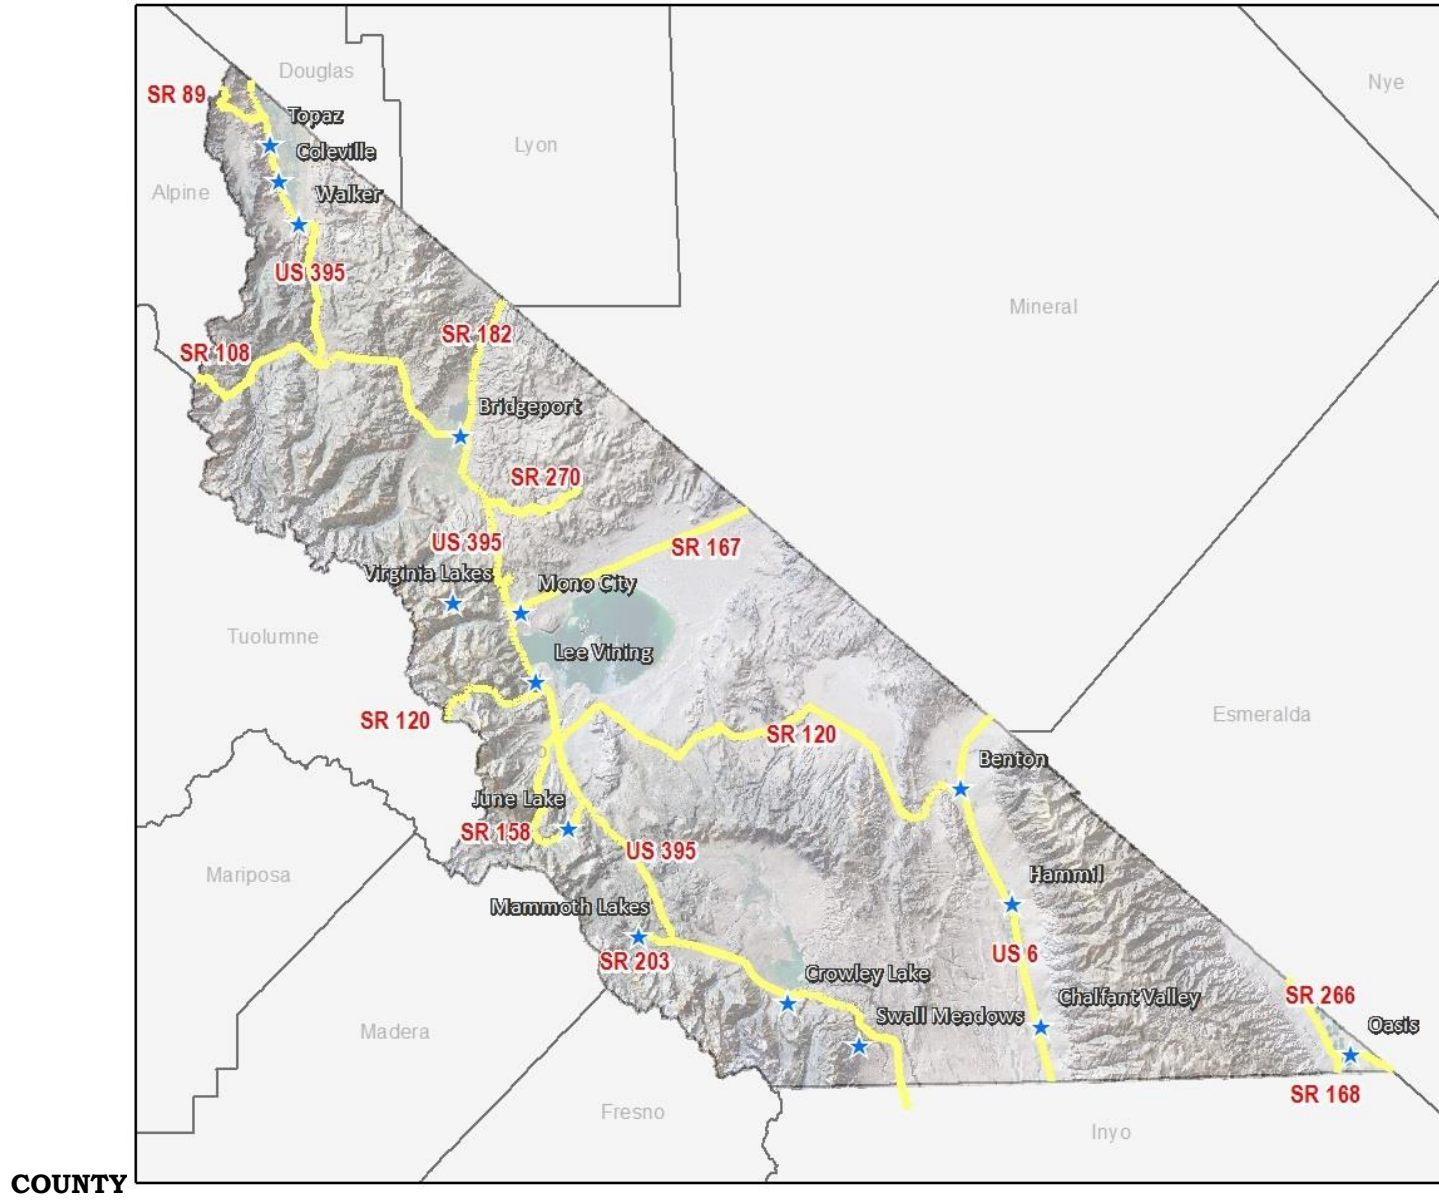 Douglas
Nye
SR 89
Topaz
Lyon
Coleville
Alpine
Walker
US 395
Mineral
SR 182
SR 108
Bridgeport
SR 270
US 395
SR 167
Virginia Lakes
Mono City
Tuolumne
Lee Vining
SR 120
Esmeralda
SR 120
Benton
June Lake
SR 158
US 395
Mariposa
Hammil
Mammoth Lakes
US 6
SR 203
Crowley Lake
SR 266
Chalfant Valley
Swall Meadows
Oasis
Madera
SR 168
Fresno
Inyo
COUNTY